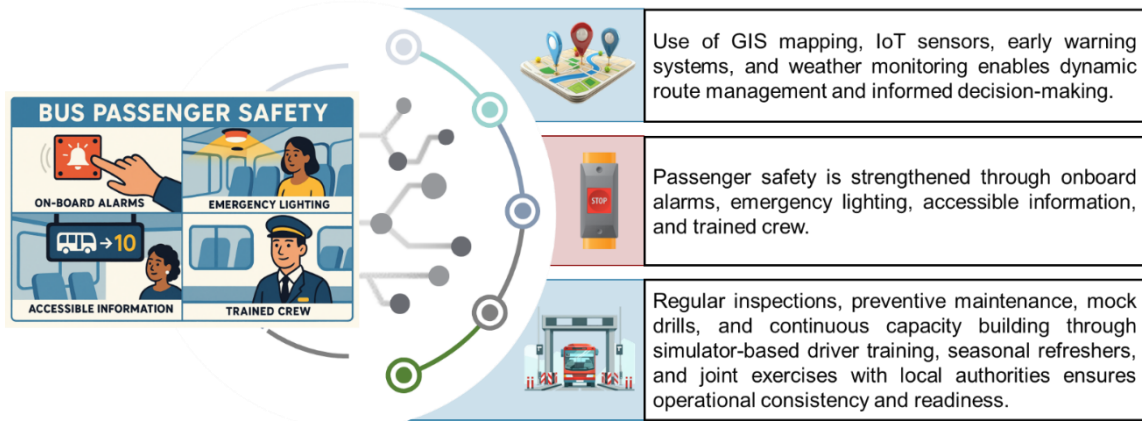 BUS PASSENGER SAFETY
ON-BOARD ALARMS
EMERGENCY LIGHTING
→10
ACCESSIBLE INFORMATION
TRAINED CREW
Use of GIS mapping, IoT sensors, early warning
systems, and weather monitoring enables dynamic
route management and informed decision-making.
STOP
Passenger safety is strengthened through onboard
alarms, emergency lighting, accessible information,
and trained crew.
Regular inspections, preventive maintenance, mock
drills, and continuous capacity building through
simulator-based driver training, seasonal refreshers,
and joint exercises with local authorities ensures
operational consistency and readiness.